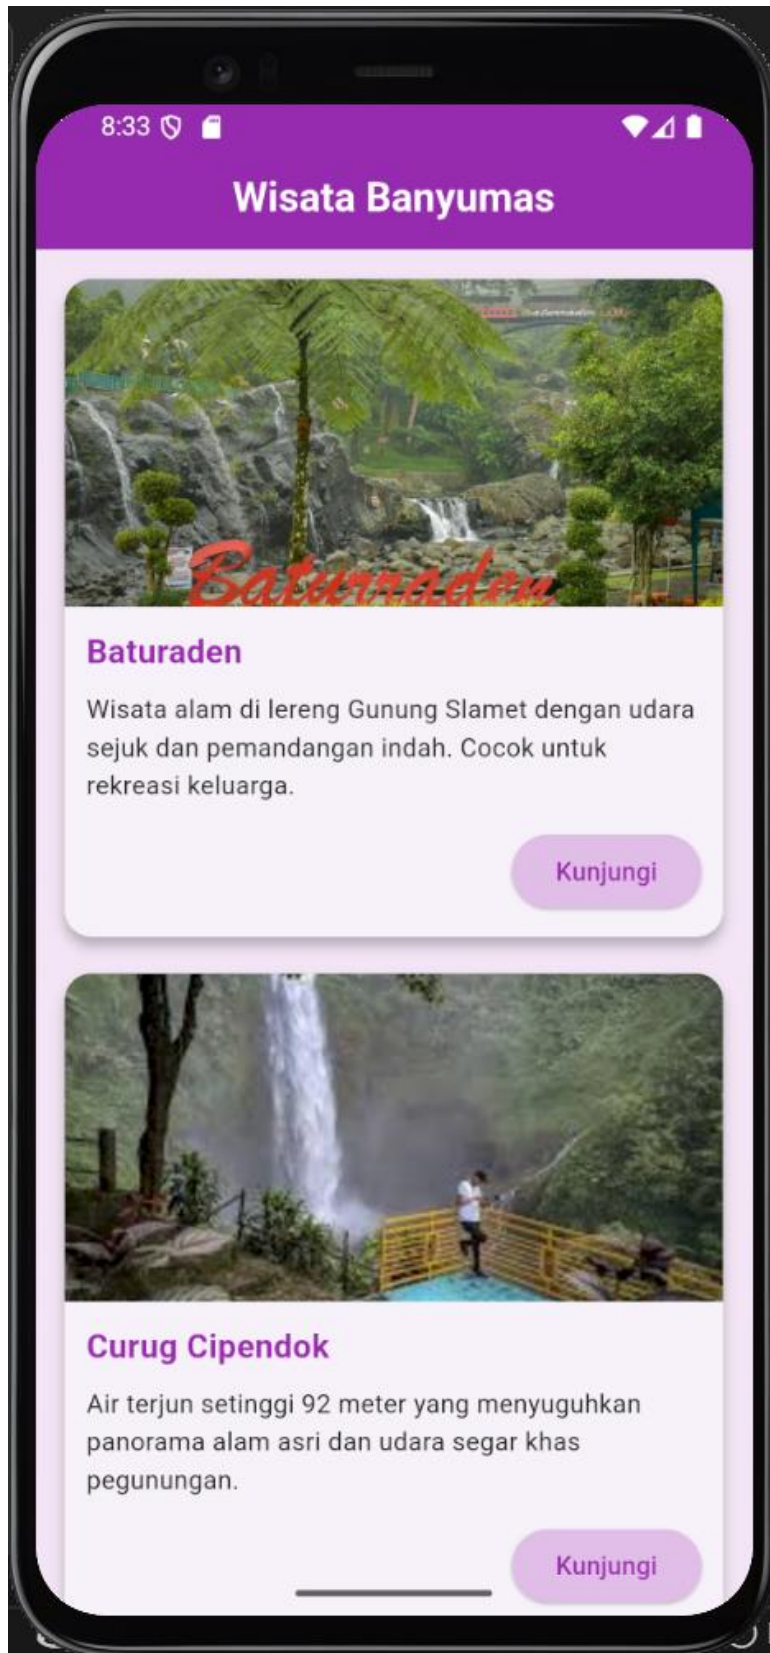 8:33
Wisata Banyumas
Baturraden
Baturaden
Wisata alam di lereng Gunung Slamet dengan udara
sejuk dan pemandangan indah. Cocok untuk
rekreasi keluarga.
Kunjungi
Curug Cipendok
Air terjun setinggi 92 meter yang menyuguhkan
panorama alam asri dan udara segar khas
pegunungan.
Kunjungi